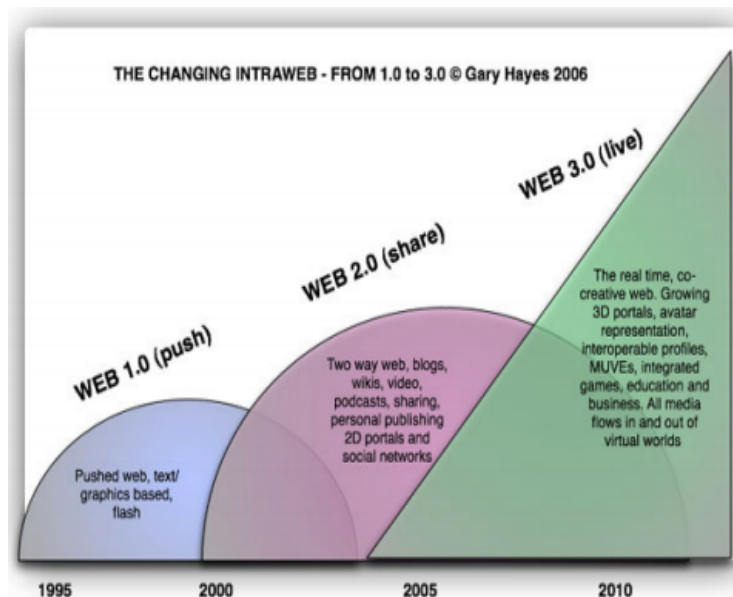 THE CHANGING INTRAWEB - FROM 1.0 to 3.0 © Gary Hayes 2006
WEB 1.0 (push)
Pushed web, text/
graphics based,
flash
WEB 2.0 (share)
Two way web, blogs,
wikis, video,
podcasts, sharing,
personal publishing
2D portals and
social networks
WEB 3.0 (live)
The real time, co-
creative web. Growing
3D portals, avatar
representation,
interoperable profiles,
MUVEs, integrated
games, education and
business. All media
flows in and out of
virtual worlds
1995 2000 2005 2010